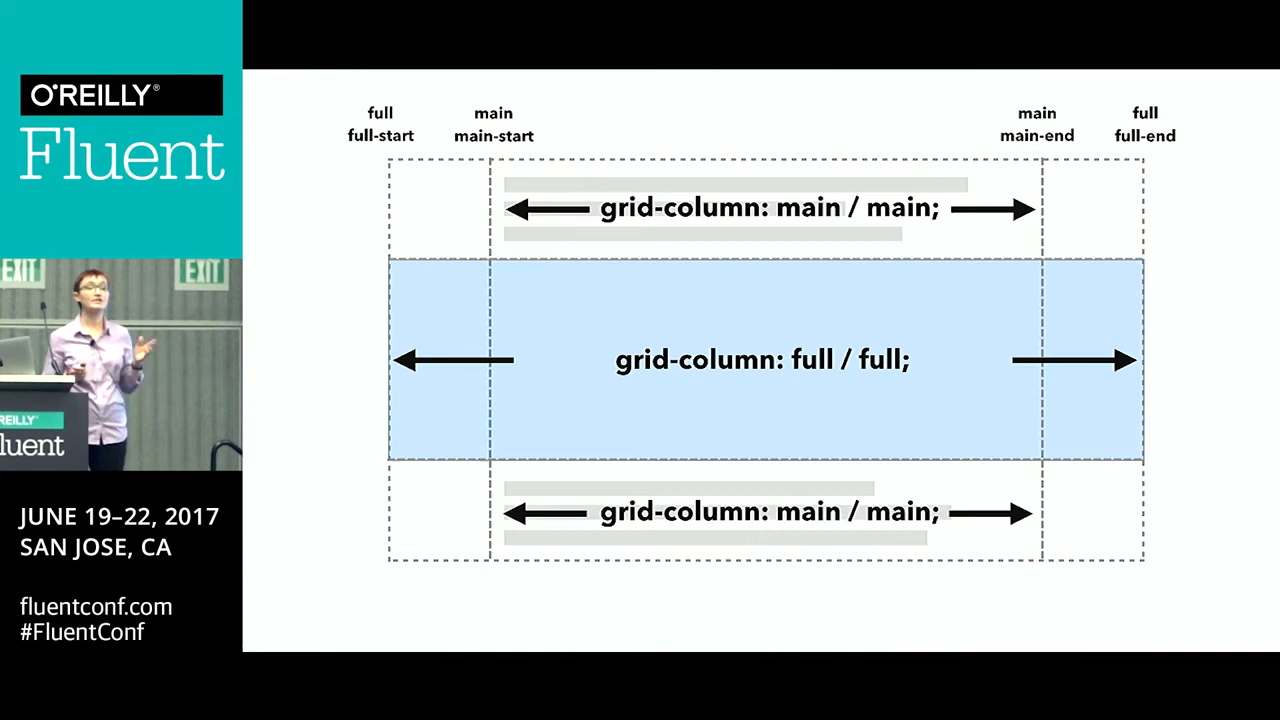 O'REILLY®
Fluent
EXIT
EXIT
REILLY
luent
JUNE 19–22, 2017
SAN JOSE, CA
fluentconf.com
#FluentConf
full
full-start
main
main-start
main
main-end
full
full-end
grid-column: main / main;
grid-column: full / full;
grid-column: main / main;